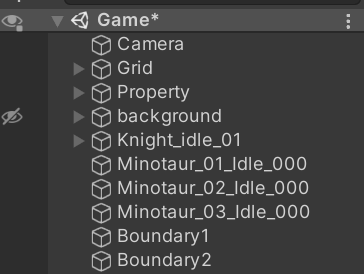 Game*
Camera
Grid
Property
background
Knight_idle_01
Minotaur_01_Idle_000
Minotaur_02_Idle_000
Minotaur_03_Idle_000
Boundary1
Boundary2